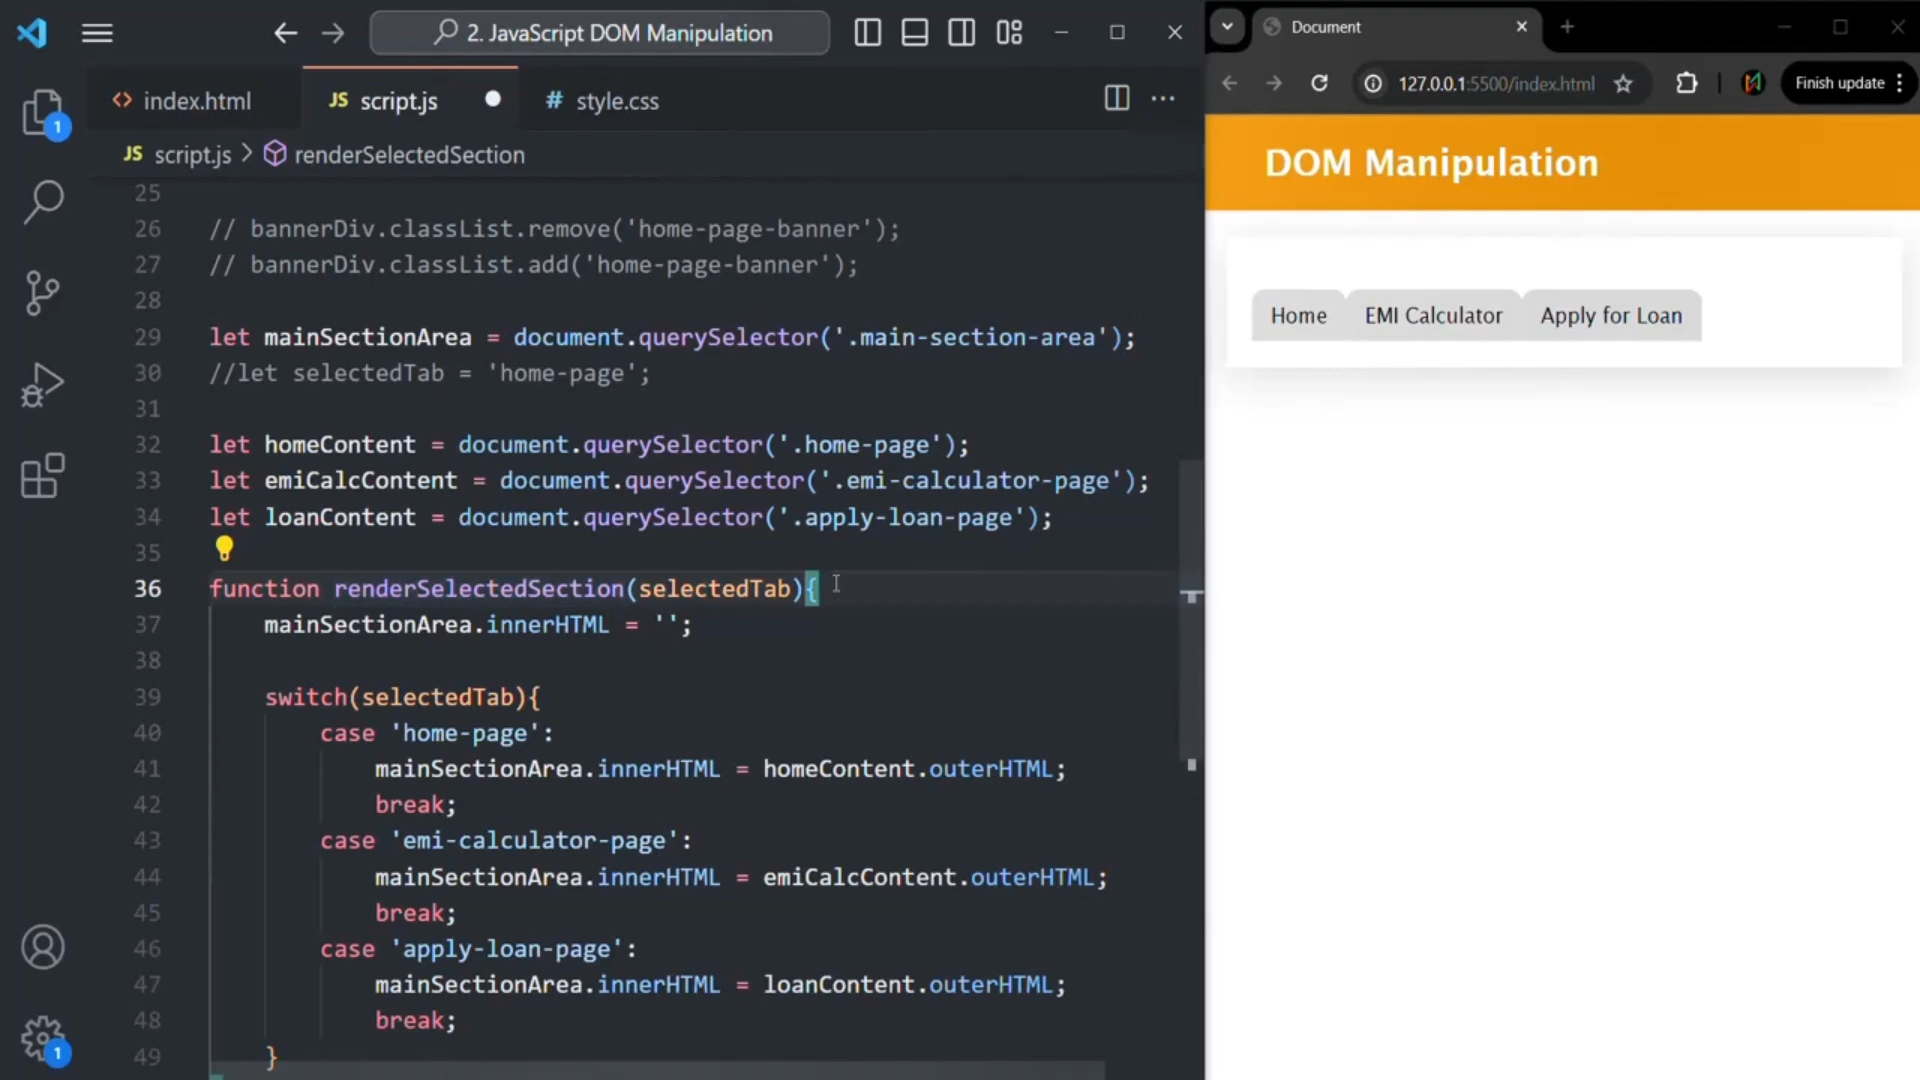 2. JavaScript DOM Manipulation
index.html
JS script.js
# style.css
JS script.js > renderSelectedSection
25
26 // bannerDiv.classList.remove('home-page-banner');
27 // bannerDiv.classList.add('home-page-banner');
28
29 let mainSectionArea = document.querySelector('.main-section-area');
30 //let selectedTab = 'home-page';
31
32 let homeContent = document.querySelector('.home-page');
33 let emiCalcContent = document.querySelector('.emi-calculator-page');
34 let loanContent = document.querySelector('.apply-loan-page');
35
36 function renderSelectedSection(selectedTab){
37 mainSectionArea.innerHTML = '';
38
39 switch(selectedTab){
40 case 'home-page':
41 mainSectionArea.innerHTML = homeContent.outerHTML;
42 break;
43 case 'emi-calculator-page':
44 mainSectionArea.innerHTML = emiCalcContent.outerHTML;
45 break;
46 case 'apply-loan-page':
47 mainSectionArea.innerHTML = loanContent.outerHTML;
48 break;
49 }
1
1
Document
127.0.0.1:5500/index.html
Finish update
DOM Manipulation
Home EMI Calculator Apply for Loan